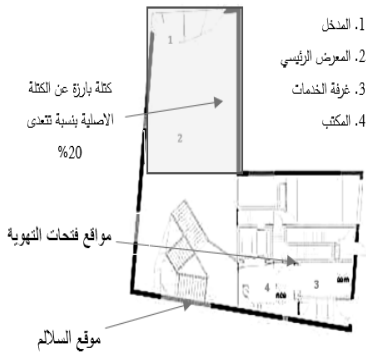 1. المدخل
2. المعرض الرئيسي
3. غرفة الخدمات
4. المكتب
كتلة بارزة عن الكتلة
الاصلية بنسبة تتعدى
%20
1
2
مواقع فتحات التهوية
3
4
موقع السلالم